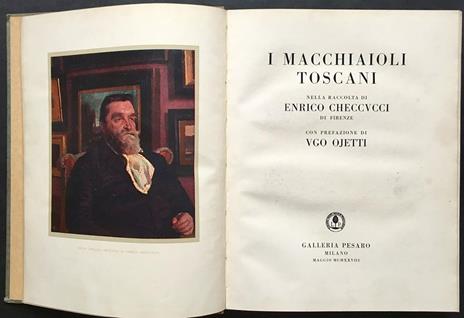 I MACCHIAIOLI
TOSCANI
NELLA RACCOLTA DI
ENRICO CHECCVCCI
DI FIRENZE
CON PREFAZIONE DI
VGO OJETTI
GALLERIA PESARO
MILANO
MAGGIO MCMXXVIII